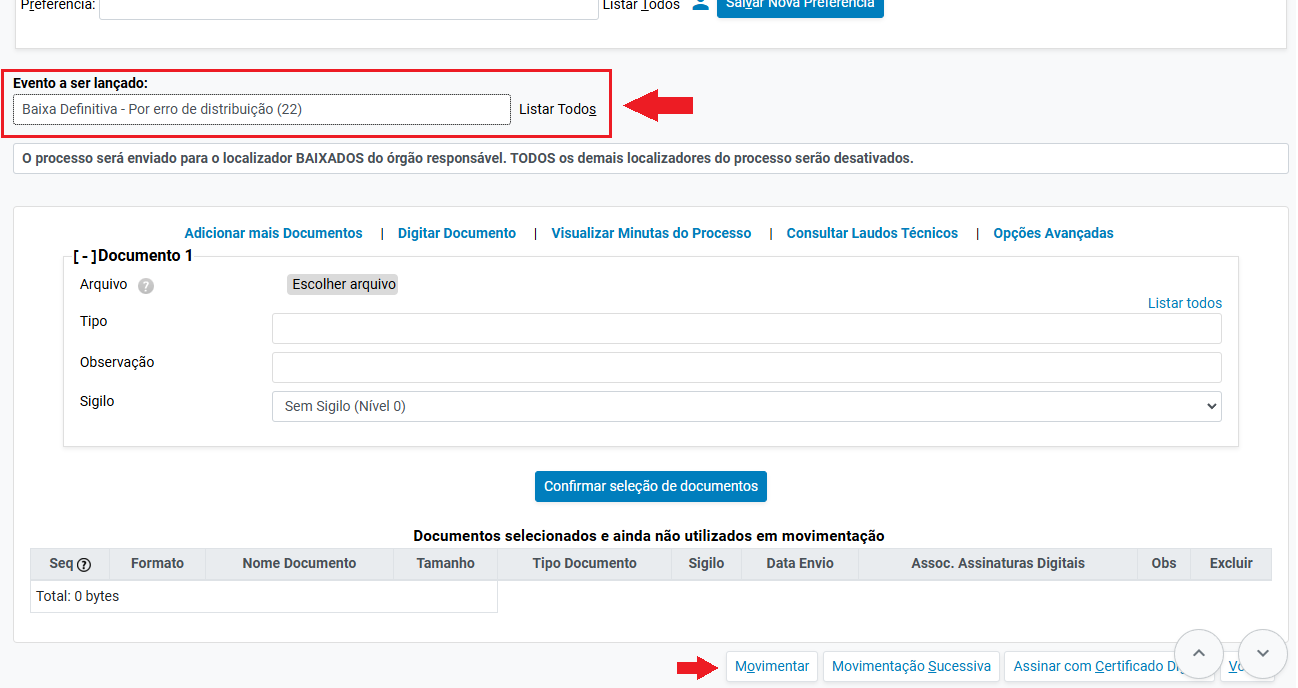 Preferência: Listar Todos Salvar Nova Preferência
Evento a ser lançado:
Baixa Definitiva - Por erro de distribuição (22) Listar Todos
O processo será enviado para o localizador BAIXADOS do órgão responsável. TODOS os demais localizadores do processo serão desativados.
Adicionar mais Documentos | Digitar Documento | Visualizar Minutas do Processo | Consultar Laudos Técnicos | Opções Avançadas
[ - ]Documento 1
Arquivo ? Escolher arquivo
Listar todos
Tipo
Observação
Sigilo Sem Sigilo (Nível 0)
Confirmar seleção de documentos
Documentos selecionados e ainda não utilizados em movimentação
Seq ? Formato Nome Documento Tamanho Tipo Documento Sigilo Data Envio Assoc. Assinaturas Digitais Obs Excluir
Total: 0 bytes
Movimentar Movimentação Sucessiva Assinar com Certificado